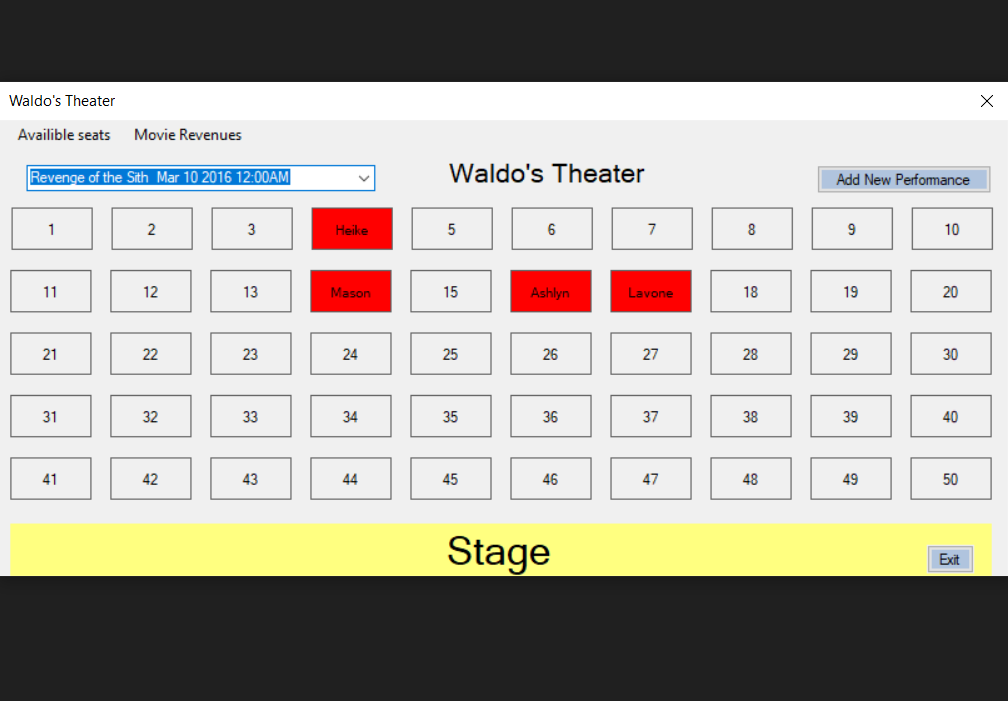 Waldo's Theater
Availible seats Movie Revenues
Revenge of the Sith Mar 10 2016 12:00AM
Waldo's Theater
Add New Performance
1 2 3 Heike 5 6 7 8 9 10
11 12 13 Mason 15 Ashlyn Lavone 18 19 20
21 22 23 24 25 26 27 28 29 30
31 32 33 34 35 36 37 38 39 40
41 42 43 44 45 46 47 48 49 50
Stage
Exit